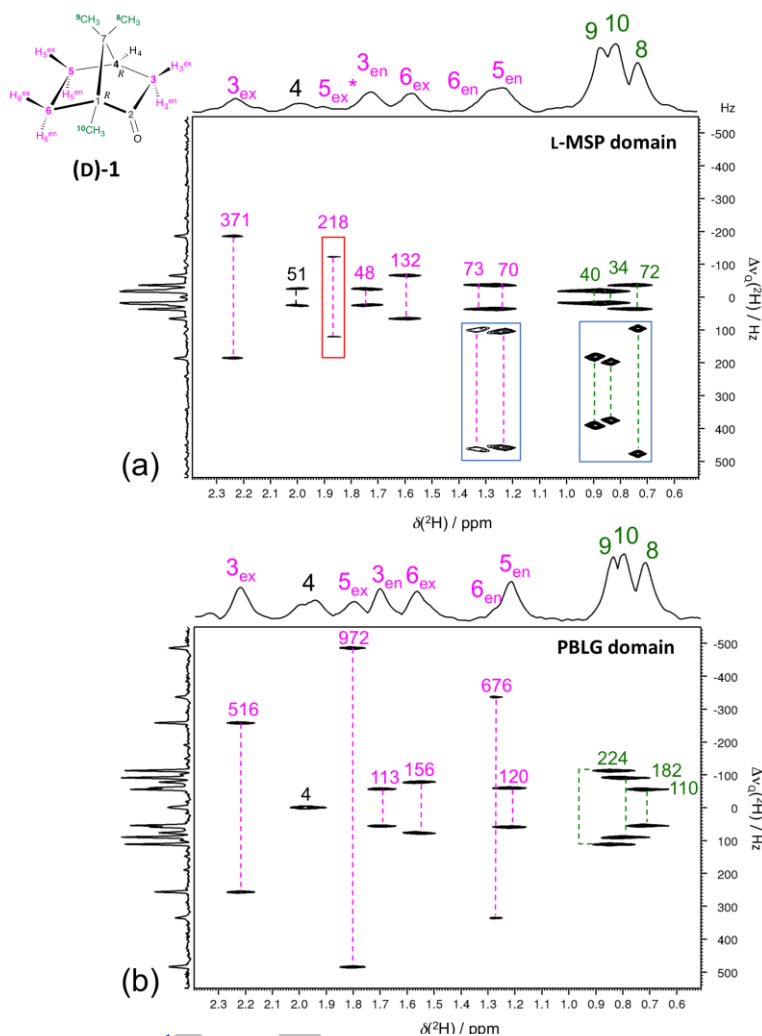 ⁹CH₃ ⁸CH₃
7
H₅ᵉˣ 5 4 H₄ 3 H₃ᵉˣ
R
H₆ᵉˣ H₅ᵉⁿ 1 R 2 H₃ᵉⁿ
6
H₆ᵉⁿ ¹⁰CH₃ O
(D)-1
3ex 4 5ex* 3en 6ex 6en 5en 9 10 8
Hz
L-MSP domain
371 51 218 48 132 73 70 40 34 72
-500
-400
-300
-200
-100
0
100
200
300
400
500
ΔνQ(²H) / Hz
(a)
2.3 2.2 2.1 2.0 1.9 1.8 1.7 1.6 1.5 1.4 1.3 1.2 1.1 1.0 0.9 0.8 0.7 0.6
δ(²H) / ppm
3ex 4 5ex 3en 6ex 6en 5en 9 10 8
PBLG domain
516 4 972 113 156 676 120 224 182 110
-500
-400
-300
-200
-100
0
100
200
300
400
500
ΔνQ(²H) / Hz
(b)
2.3 2.2 2.1 2.0 1.9 1.8 1.7 1.6 1.5 1.4 1.3 1.2 1.1 1.0 0.9 0.8 0.7 0.6
δ(²H) / ppm